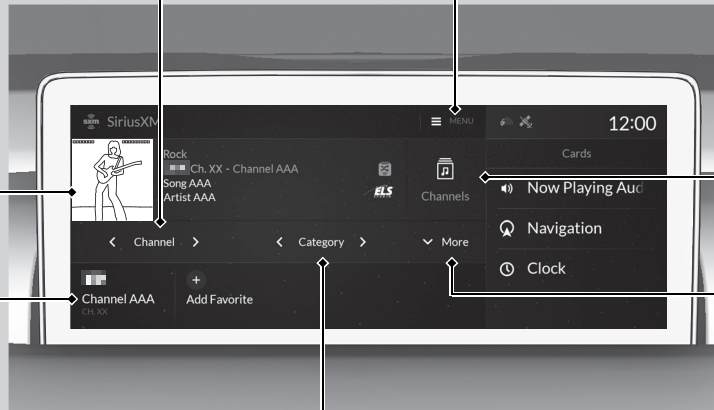 sxm SiriusXM
MENU
12:00
Rock
Ch. XX - Channel AAA
Song AAA
Artist AAA
ELS
Channels
Cards
Now Playing Aud
Navigation
Clock
Channel
Category
More
Channel AAA
CH. XX
Add Favorite